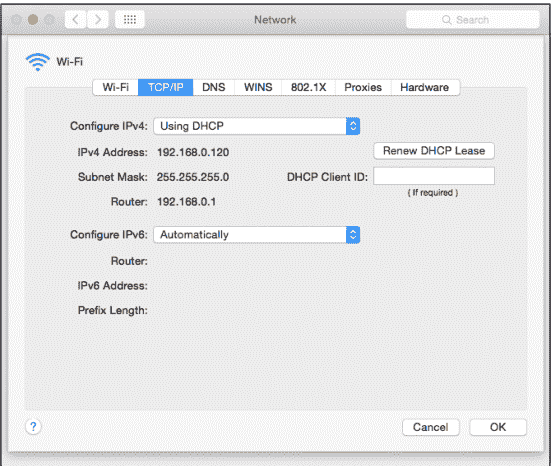 Network
Search
Wi-Fi
Wi-Fi TCP/IP DNS WINS 802.1X Proxies Hardware
Configure IPv4: Using DHCP
IPv4 Address: 192.168.0.120 Renew DHCP Lease
Subnet Mask: 255.255.255.0 DHCP Client ID:
( If required )
Router: 192.168.0.1
Configure IPv6: Automatically
Router:
IPv6 Address:
Prefix Length:
? Cancel OK